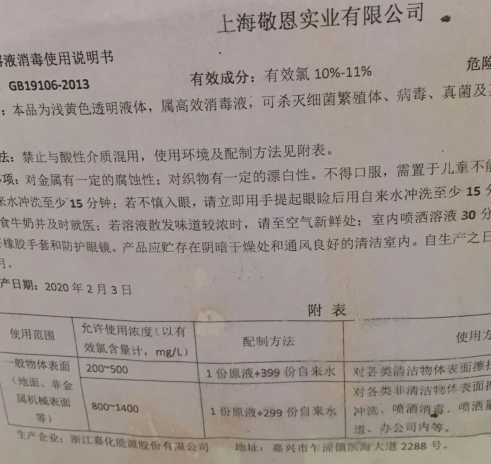 上海敬恩实业有限公司
溶液消毒使用说明书
GB19106-2013
有效成分：有效氯 10%-11%
危险
：本品为浅黄色透明液体，属高效消毒液，可杀灭细菌繁殖体、病毒、真菌及
法：禁止与酸性介质混用，使用环境及配制方法见附表。
事项：对金属有一定的腐蚀性；对织物有一定的漂白性。不得口服，需置于儿童不能
来水冲洗至少 15 分钟；若不慎入眼，请立即用手提起眼睑后用自来水冲洗至少 15 分
食牛奶并及时就医；若溶液散发味道较浓时，请至空气新鲜处；室内喷洒溶液 30 分
橡胶手套和防护眼镜。产品应贮存在阴暗干燥处和通风良好的清洁室内。自生产之日
月。
产日期：2020 年 2 月 3 日
附 表
使用范围
允许使用浓度（以有效氯含量计，mg/L）
配制方法
使用方
一般物体表面（地面、非金属机械表面等）
200~500
1 份原液+399 份自来水
对各类清洁物体表面擦拭
800~1400
1 份原液+299 份自来水
对各类非清洁物体表面擦
冲洗、喷洒消毒。喷洒量
道、办公司内等。
生产企业：浙江嘉化能源股份有限公司
地址：嘉兴市乍浦镇滨海大道 2288 号。